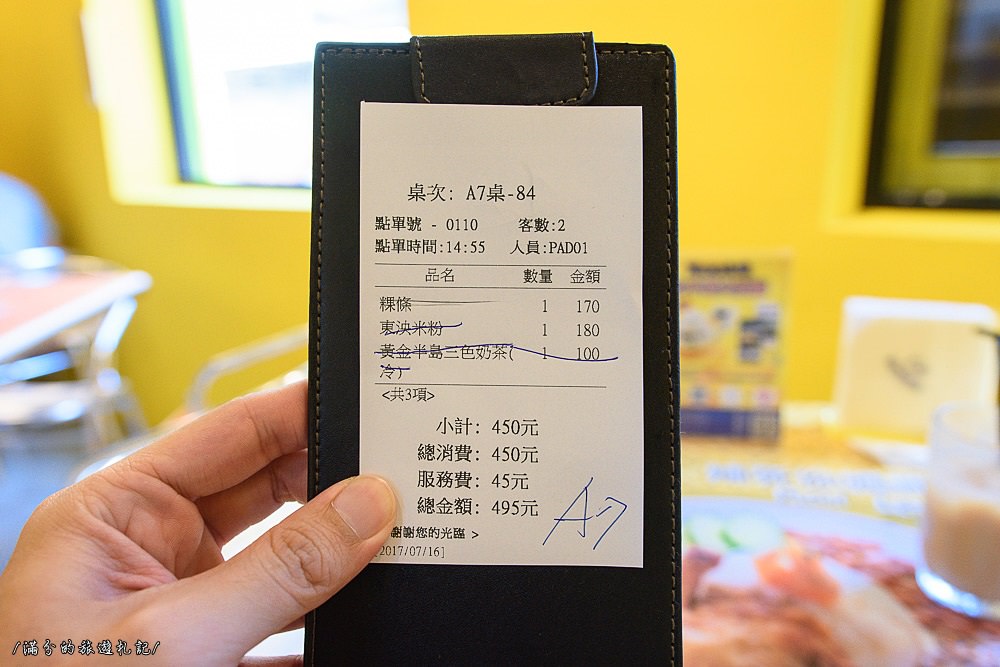 桌次: A7桌-84
點單號 - 0110 客數:2
點單時間:14:55 人員:PAD01
品名 數量 金額
粿條 1 170
東泱米粉 1 180
黃金半島三色奶茶( 1 100
冷)
<共3項>
小計: 450元
總消費: 450元
服務費: 45元
總金額: 495元
謝謝您的光臨 >
2017/07/16]
A7
/滿分的旅遊札記/